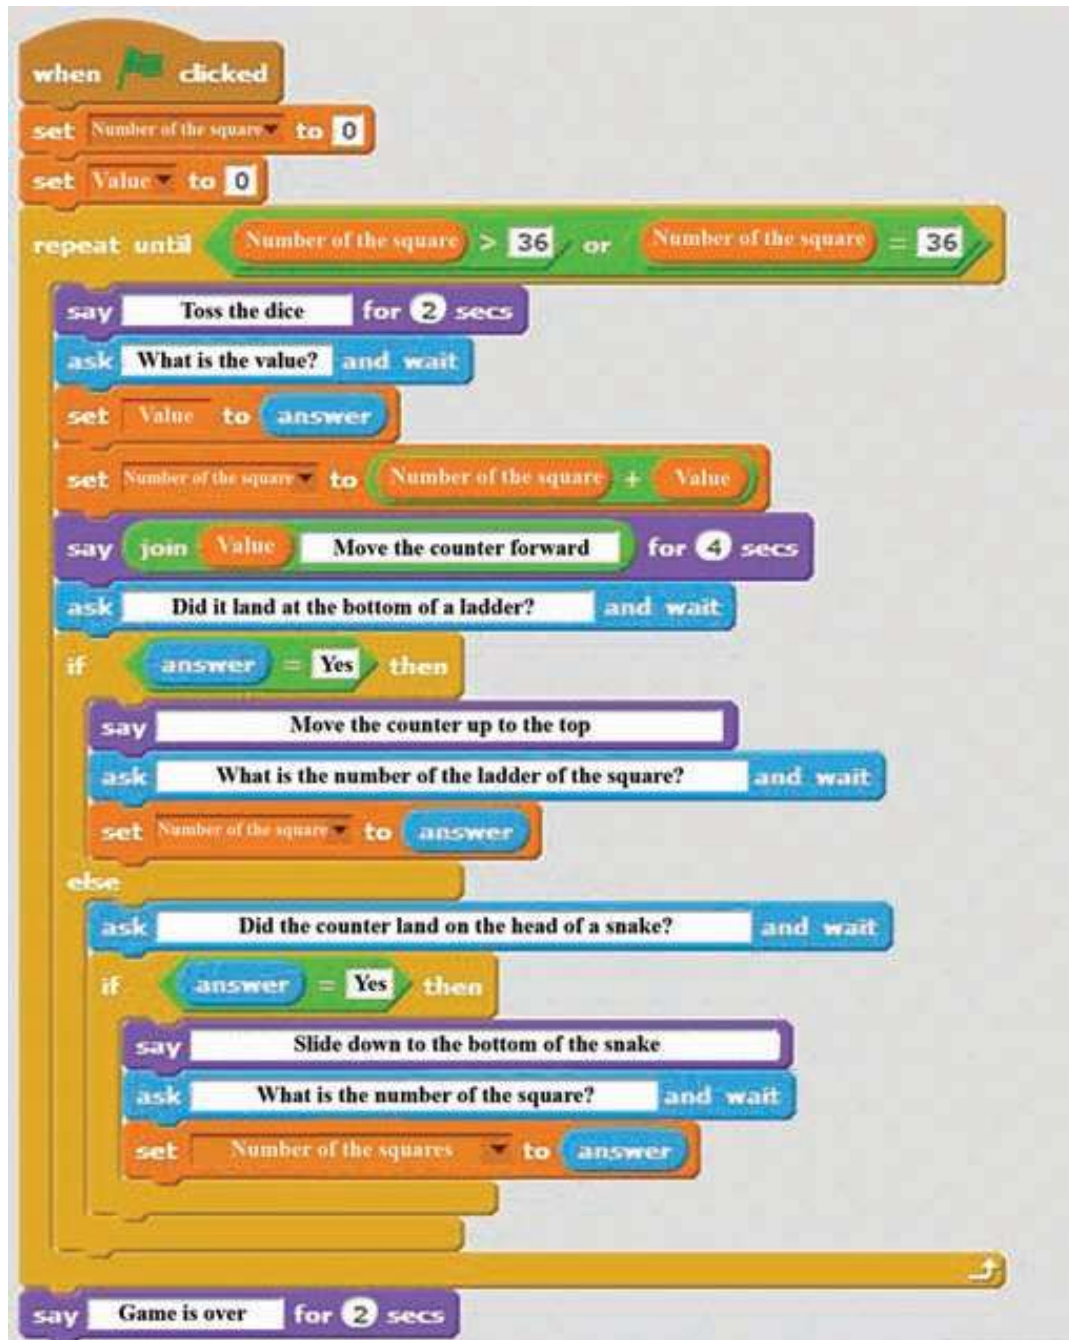 when clicked
set Number of the square to 0
set Value to 0
repeat until Number of the square > 36 or Number of the square = 36
say Toss the dice for 2 secs
ask What is the value? and wait
set Value to answer
set Number of the square to Number of the square + Value
say join Value Move the counter forward for 4 secs
ask Did it land at the bottom of a ladder? and wait
if answer = Yes then
say Move the counter up to the top
ask What is the number of the ladder of the square? and wait
set Number of the square to answer
else
ask Did the counter land on the head of a snake? and wait
if answer = Yes then
say Slide down to the bottom of the snake
ask What is the number of the square? and wait
set Number of the squares to answer
say Game is over for 2 secs